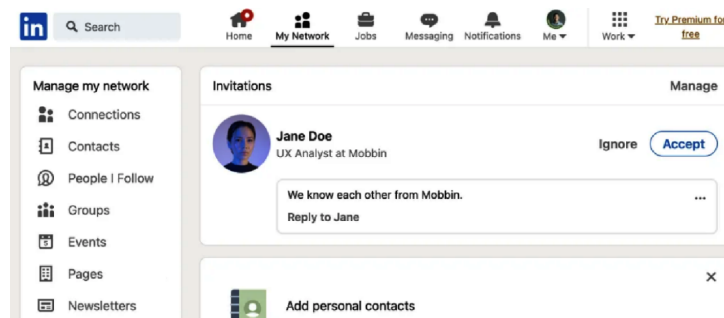 in
Search
Home
My Network
Jobs
Messaging
Notifications
Me
Work
Try Premium for
free
Manage my network
Connections
Contacts
People I Follow
Groups
Events
Pages
Newsletters
Invitations
Manage
Jane Doe
UX Analyst at Mobbin
Ignore
Accept
We know each other from Mobbin.
...
Reply to Jane
Add personal contacts